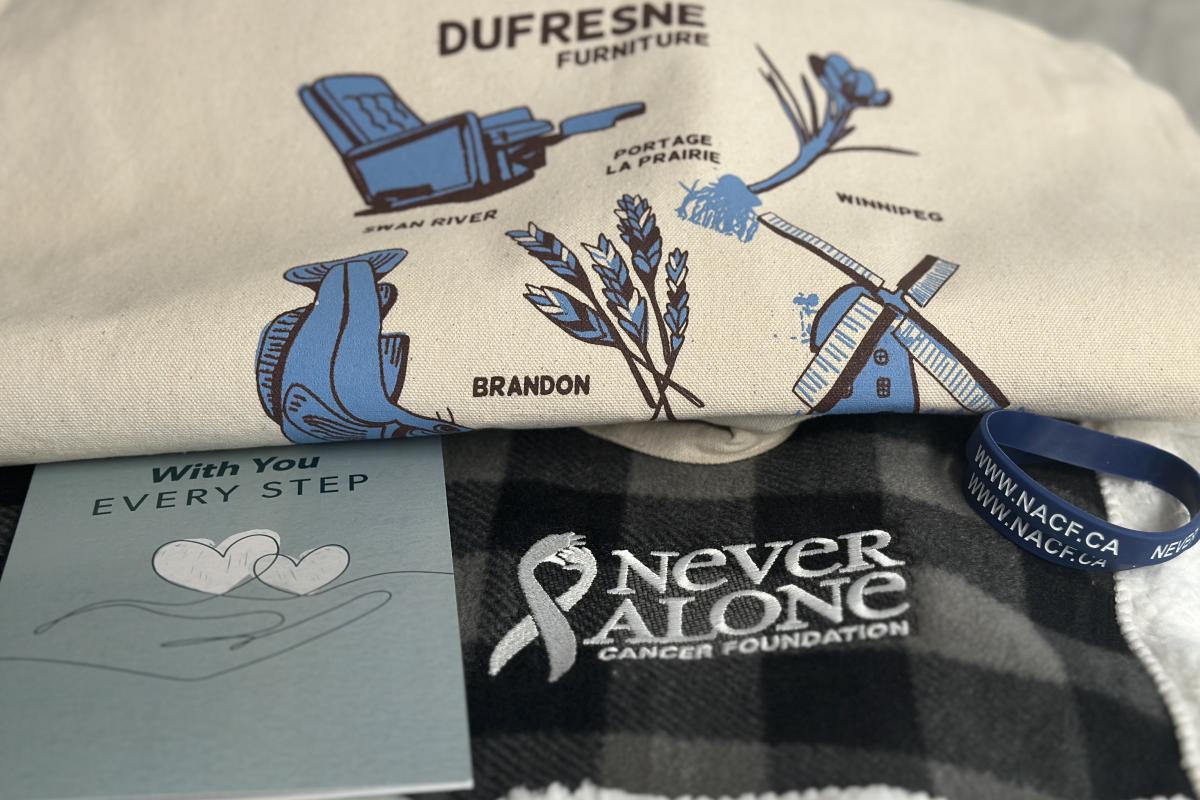 DUFRESNE
FURNITURE
PORTAGE
LA PRAIRIE
SWAN RIVER
WINNIPEG
BRANDON
With You
EVERY STEP
NEVER
ALONE
CANCER FOUNDATION
WWW.NACF.CA
WWW.NACF.CA
NEVER